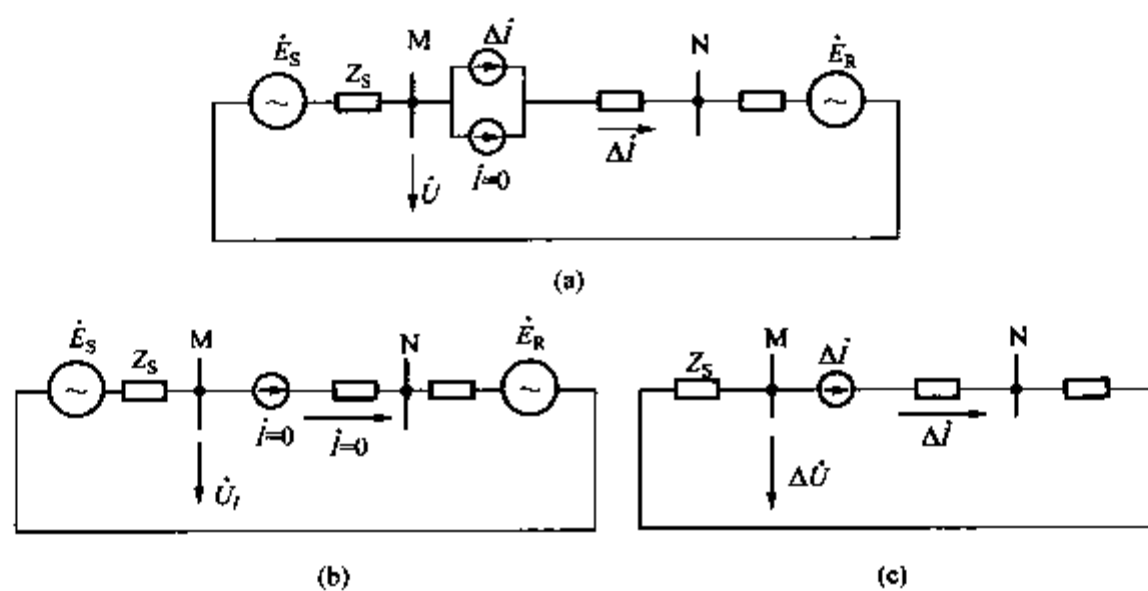 Δİ
Ė_S Z_S M N Ė_R
U̇ İ=0 Δİ
(a)
Ė_S Z_S M N Ė_R
İ=0 İ=0
U̇_l
(b)
Z_S M Δİ N
Δİ
ΔU̇
(c)